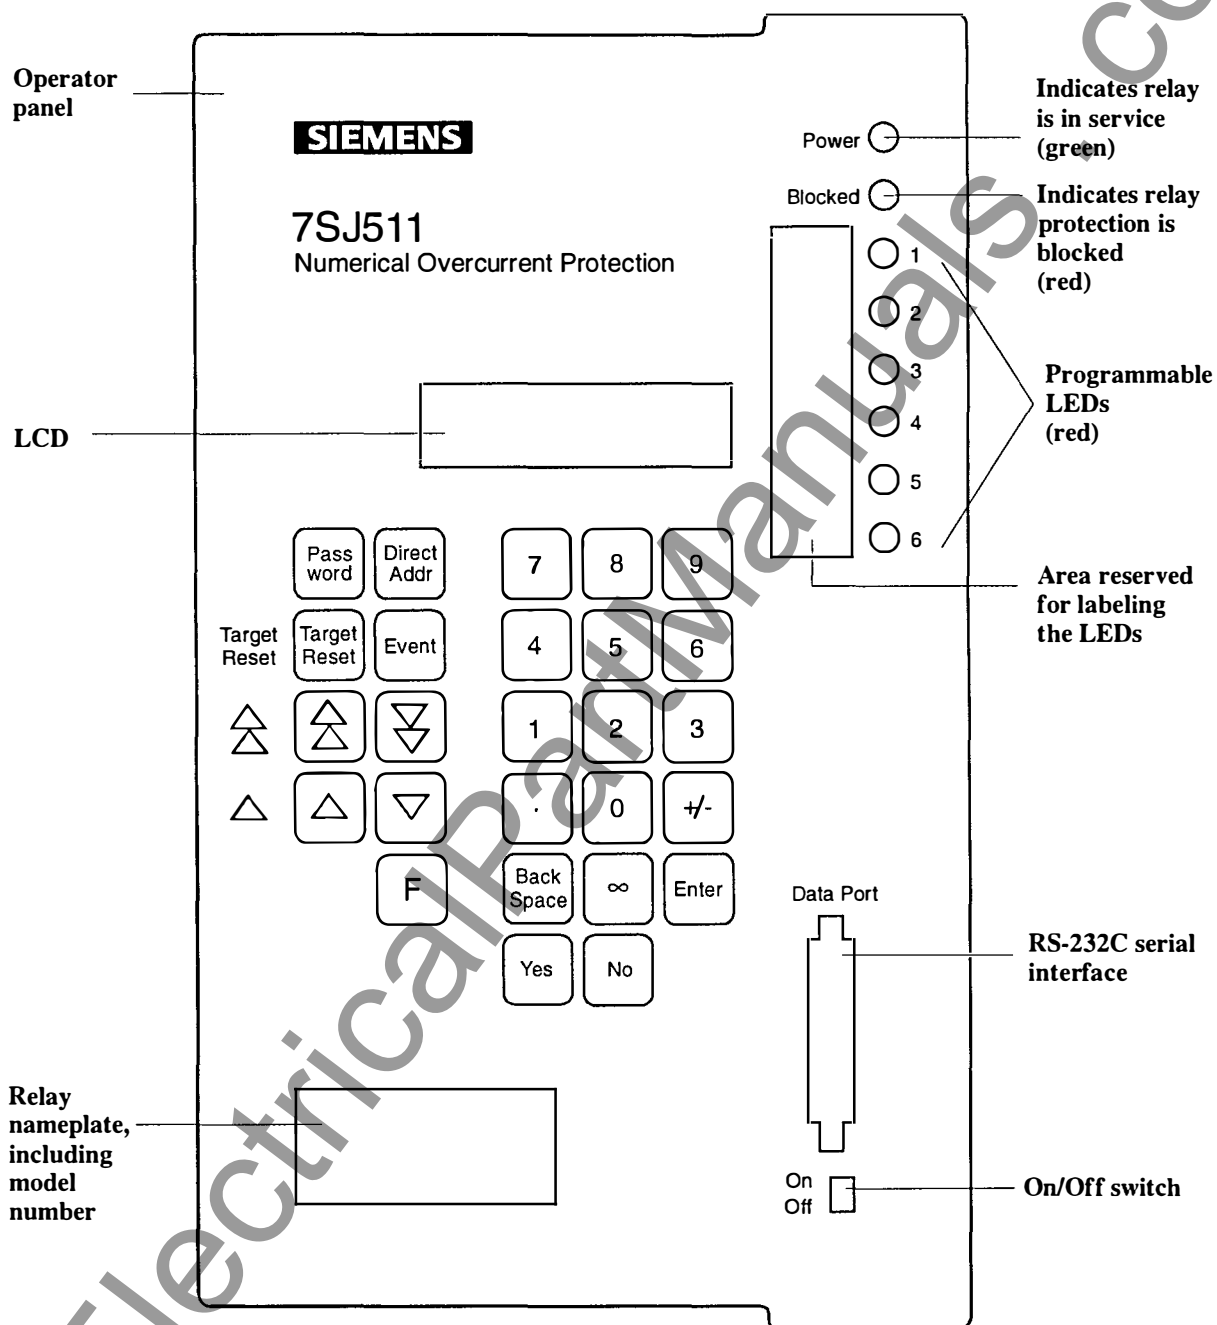 Operator
panel
SIEMENS
7SJ511
Numerical Overcurrent Protection
Power
Indicates relay
is in service
(green)
Blocked
Indicates relay
protection is
blocked
(red)
1
2
3
4
5
6
Programmable
LEDs
(red)
LCD
Area reserved
for labeling
the LEDs
Pass
word
Direct
Addr
7
8
9
Target
Reset
Target
Reset
Event
4
5
6
1
2
3
.
0
+/-
F
Back
Space
∞
Enter
Yes
No
Data Port
RS-232C serial
interface
Relay
nameplate,
including
model
number
On
Off
On/Off switch
ElectricalPartManuals . co